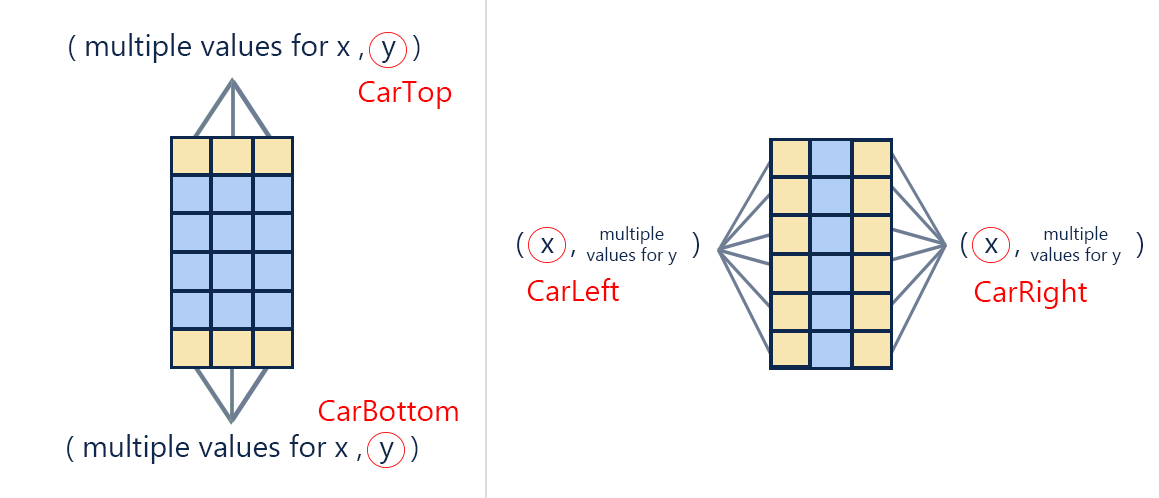 ( multiple values for x , y )
CarTop
CarBottom
( multiple values for x , y )
( x , multiple values for y )
CarLeft
( x , multiple values for y )
CarRight